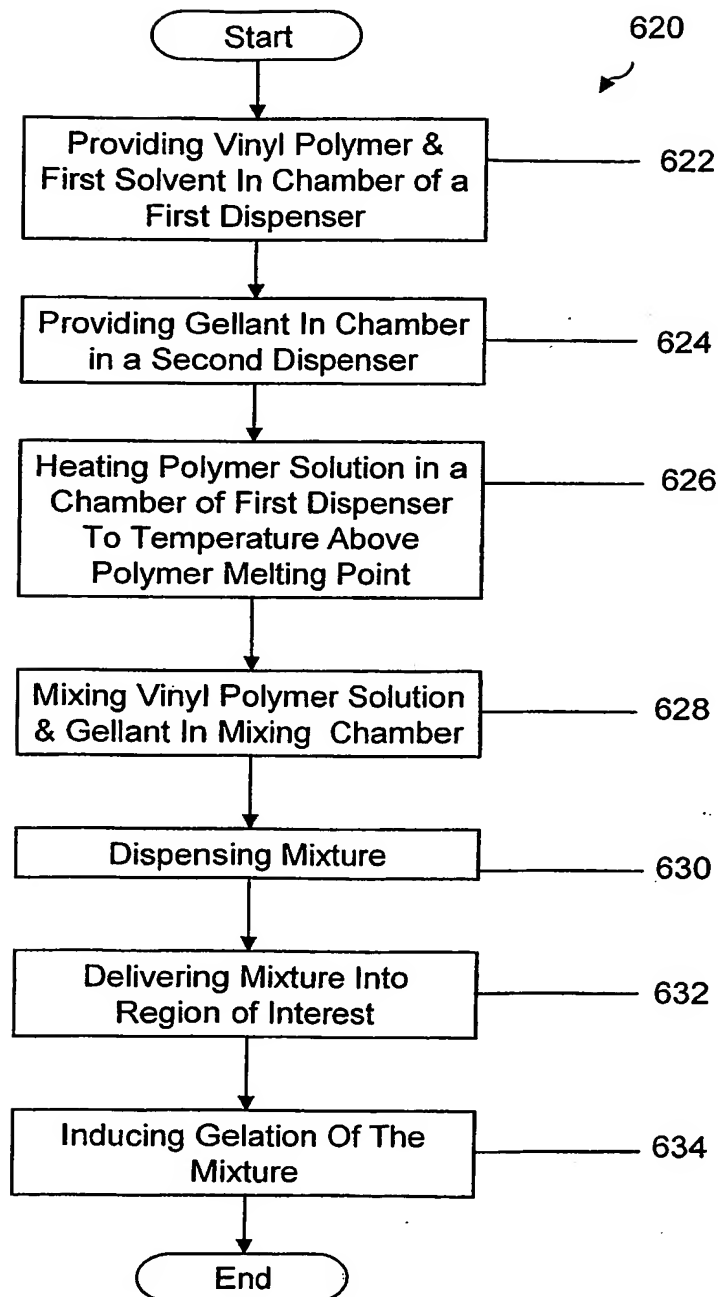 Start
620
Providing Vinyl Polymer &
First Solvent In Chamber of a
First Dispenser
622
Providing Gellant In Chamber
in a Second Dispenser
624
Heating Polymer Solution in a
Chamber of First Dispenser
To Temperature Above
Polymer Melting Point
626
Mixing Vinyl Polymer Solution
& Gellant In Mixing Chamber
628
Dispensing Mixture
630
Delivering Mixture Into
Region of Interest
632
Inducing Gelation Of The
Mixture
634
End